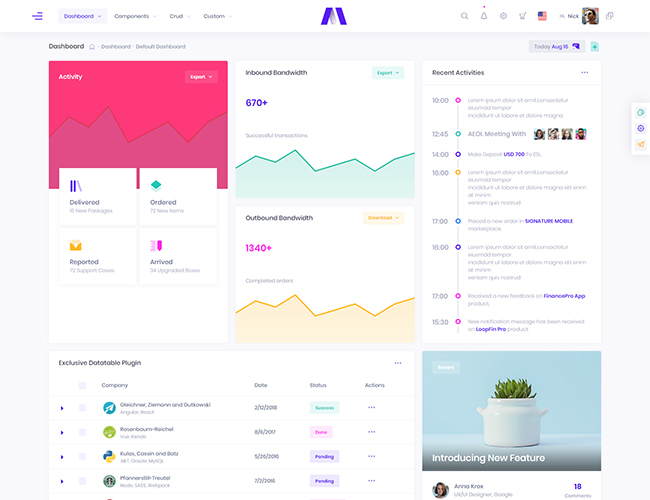 Dashboard Components Crud Custom Hi, Nick
Dashboard - Dashboard - Default Dashboard Today Aug 16
Activity Export
Delivered
15 New Packages
Ordered
72 New Items
Reported
72 Support Cases
Arrived
34 Upgraded Boxes
Inbound Bandwidth Export
670+
Successful transactions
Outbound Bandwidth Download
1340+
Completed orders
Recent Activities
10:00 Lorem ipsum dolor sit amt,consectetur
eiusmdd tempor
incididunt ut labore et dolore magna
12:45 AEOL Meeting With
14:00 Make Deposit USD 700 To ESL.
16:00 Lorem ipsum dolor sit amt,consectetur
eiusmdd tempor
incididunt ut labore et dolore magna elit enim
at minim
veniam quis nostrud
17:00 Placed a new order in SIGNATURE MOBILE
marketplace.
16:00 Lorem ipsum dolor sit amt,consectetur
eiusmdd tempor
incididunt ut labore et dolore magna elit enim
at minim
veniam quis nostrud
17:00 Received a new feedback on FinancePro App
product.
15:30 New notification message has been received
on LoopFin Pro product.
Exclusive Datatable Plugin
Company Date Status Actions
Gleichner, Ziemann and Gutkowski 2/12/2018 Success
Angular, React
Rosenbaum-Reichel 8/6/2017 Done
Vue, Kendo
Kulas, Cassin and Batz 5/26/2016 Pending
.NET, Oracle, MySQL
Pfannerstill-Treutel 7/2/2016 Pending
Node, SASS, Webpack
Recent
Introducing New Feature
Anna Krox 18
UX/UI Designer, Google Comments